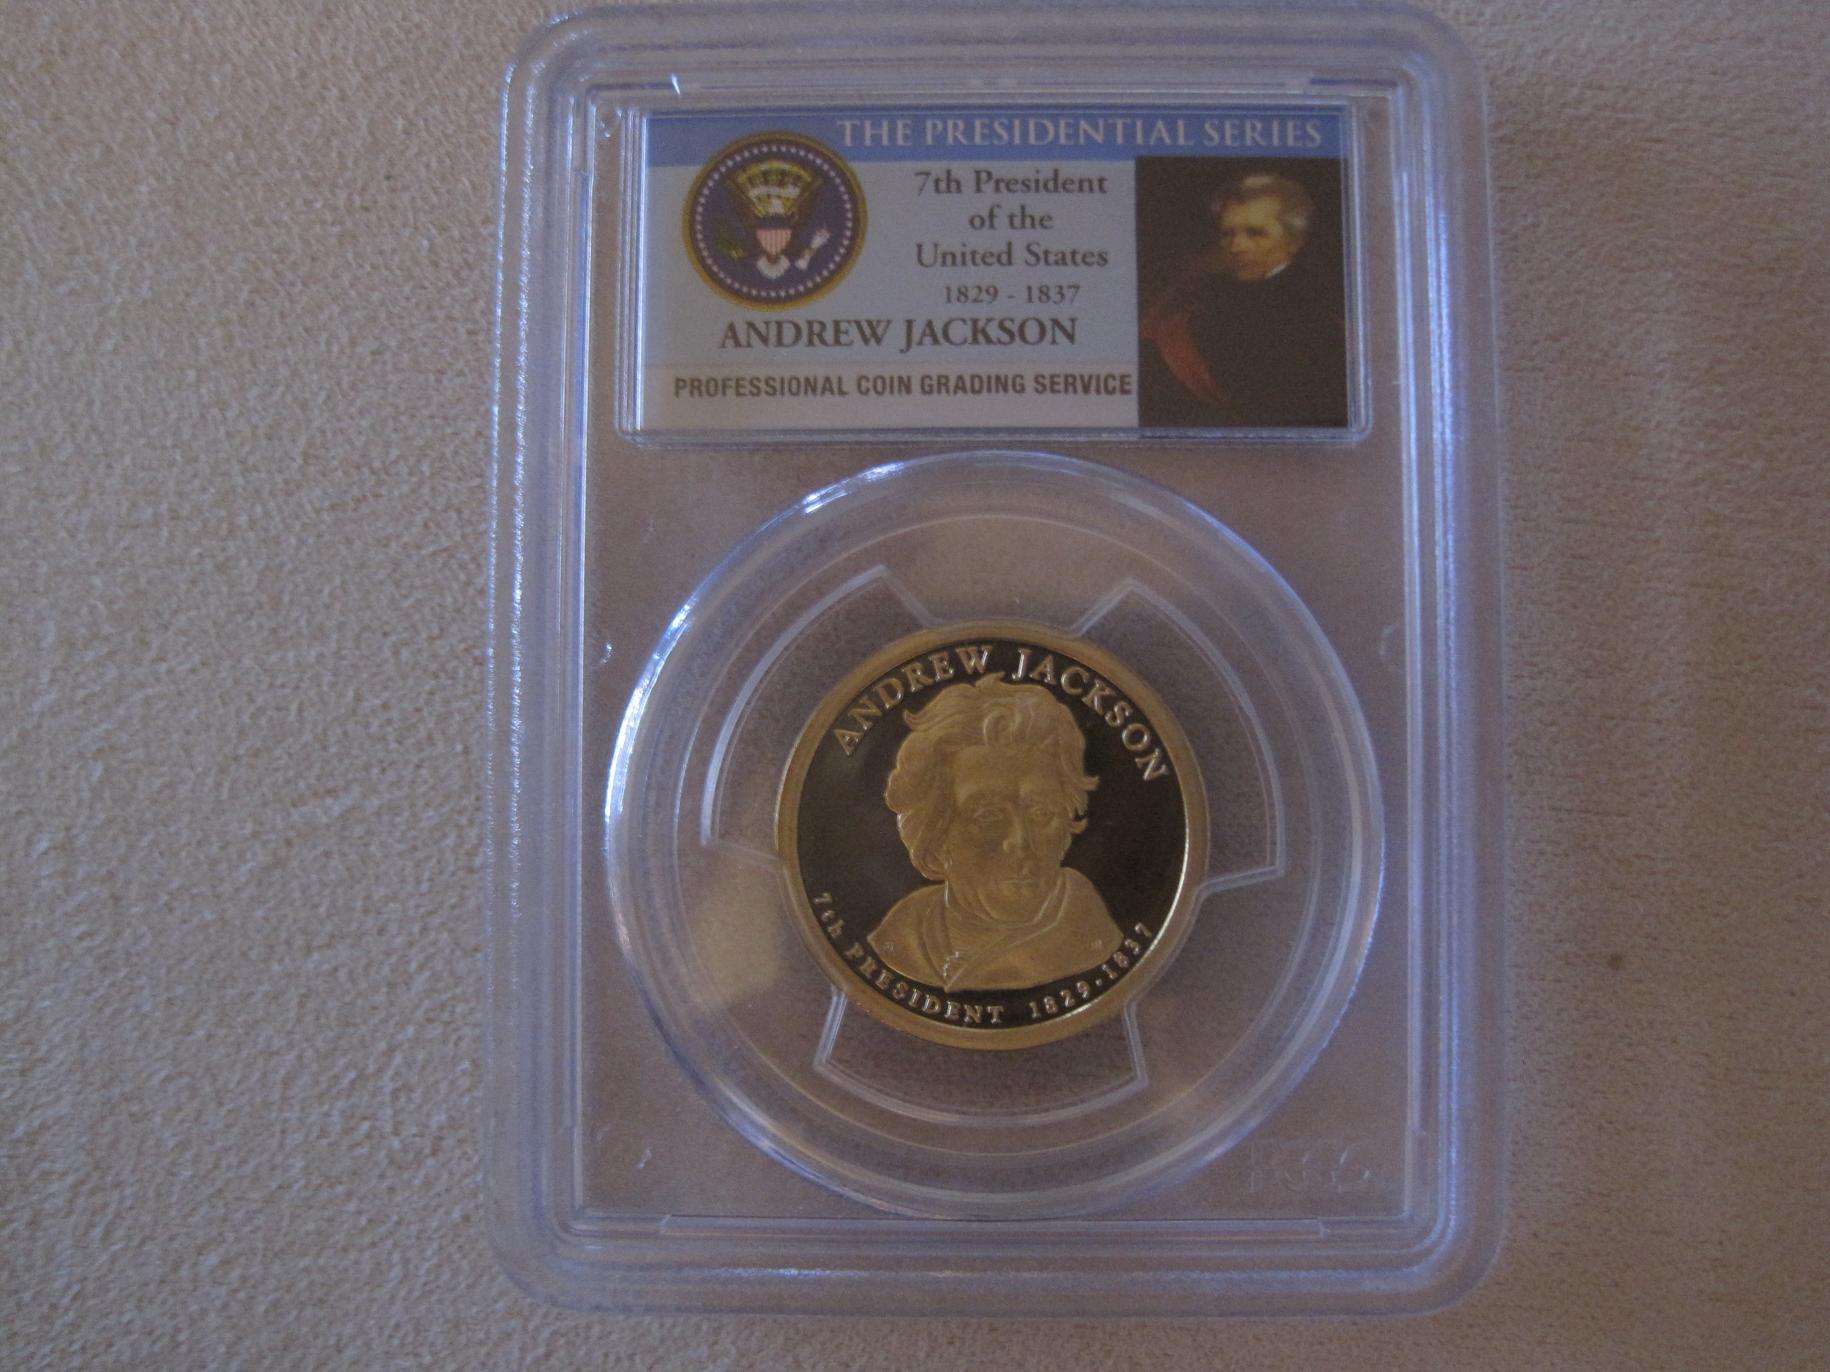 THE PRESIDENTIAL SERIES
7th President
of the
United States
1829 - 1837
ANDREW JACKSON
PROFESSIONAL COIN GRADING SERVICE
ANDREW JACKSON
7th PRESIDENT 1829-1837
PCGS